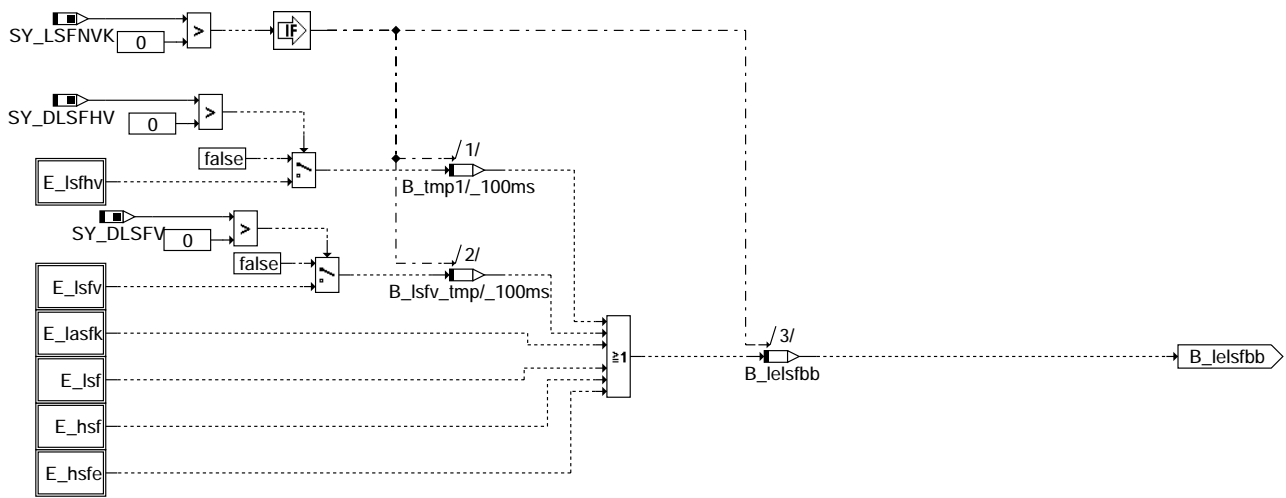 SY_LSFNVK
0
>
IF
SY_DLSFHV
0
>
false
/1/
E_lsfhv
B_tmp1/_100ms
SY_DLSFV
0
>
false
/2/
E_lsfv
B_lsfv_tmp/_100ms
E_lasfk
/3/
≥1
B_lelsfbb
B_lelsfbb
E_lsf
E_hsf
E_hsfe